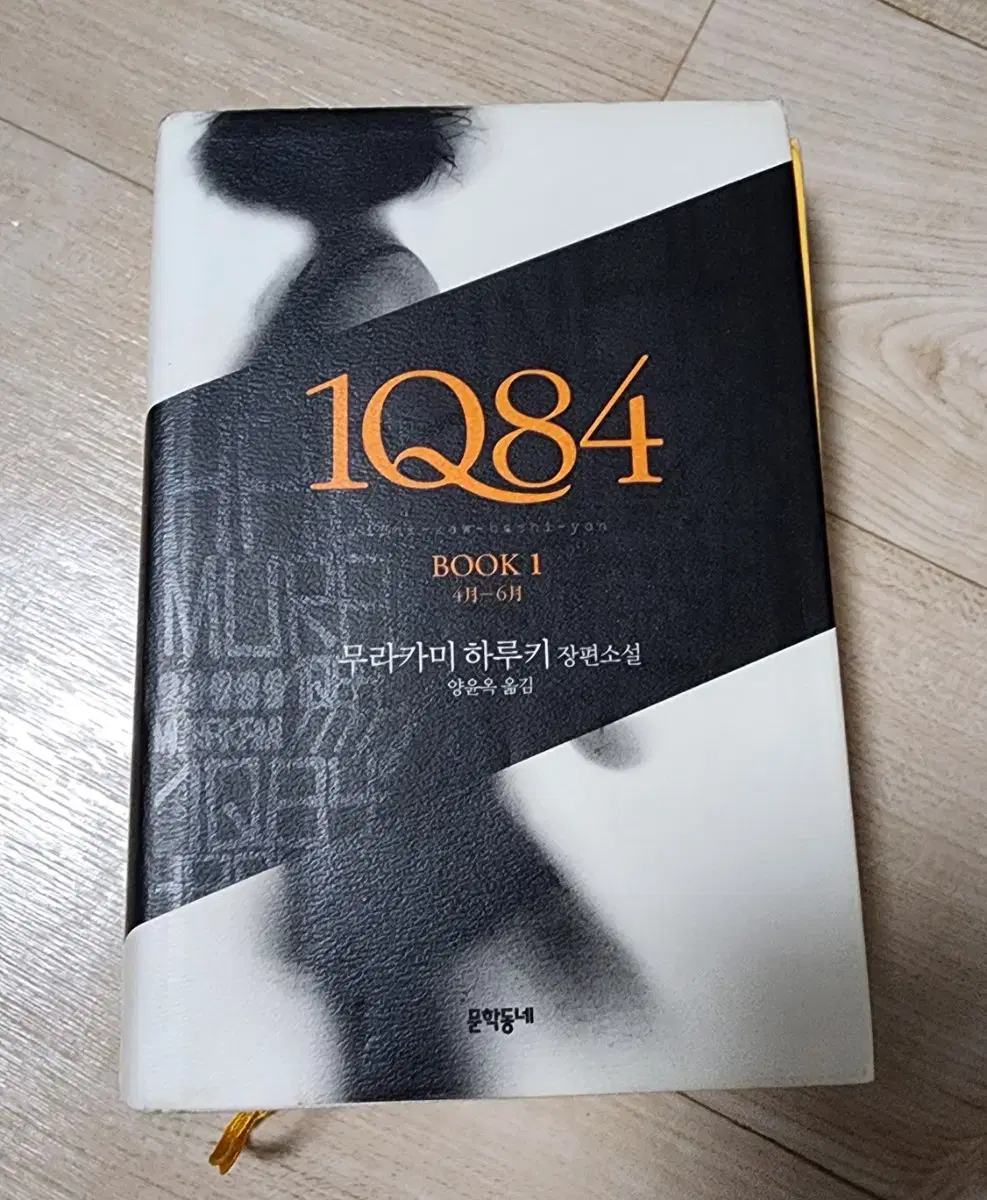 1Q84
BOOK 1
4月—6月
무라카미 하루키 장편소설
양윤옥 옮김
문학동네